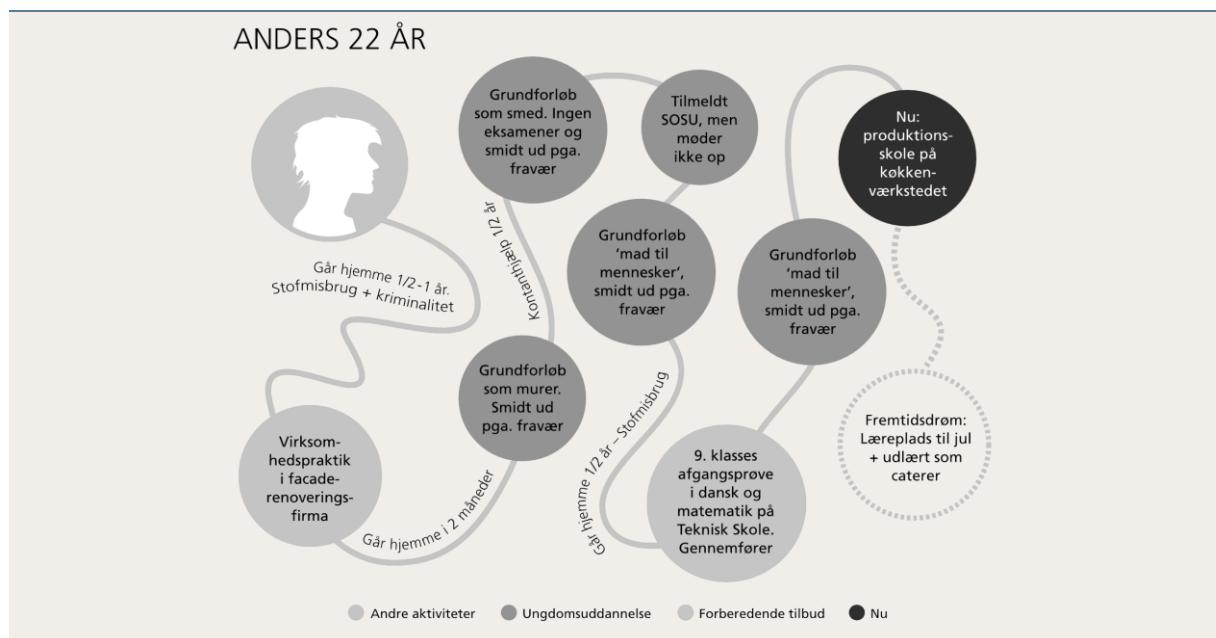 ANDERS 22 ÅR
Går hjemme 1/2-1 år.
Stofmisbrug + kriminalitet
Virksom-
hedspraktik
i facade-
renoverings-
firma
Går hjemme i 2 måneder
Grundforløb
som murer.
Smidt ud
pga. fravær
Kontanthjælp 1/2 år
Grundforløb
som smed. Ingen
eksamener og
smidt ud pga.
fravær
Tilmeldt
SOSU, men
møder
ikke op
Grundforløb
‘mad til
mennesker’,
smidt ud pga.
fravær
Går hjemme 1/2 år – Stofmisbrug
9. klasses
afgangsprøve
i dansk og
matematik på
Teknisk Skole.
Gennemfører
Grundforløb
‘mad til
mennesker’,
smidt ud pga.
fravær
Nu:
produktions-
skole på
køkken-
værkstedet
Fremtidsdrøm:
Læreplads til jul
+ udlært som
caterer
Andre aktiviteter
Ungdomsuddannelse
Forberedende tilbud
Nu